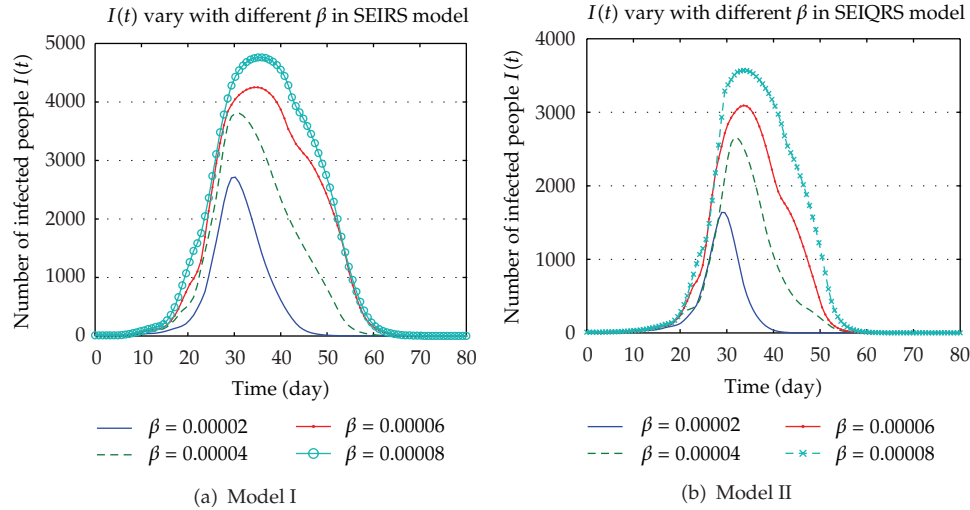 I(t) vary with different β in SEIRS model
Number of infected people I(t)
5000
4000
3000
2000
1000
0
0 10 20 30 40 50 60 70 80
Time (day)
β = 0.00002
β = 0.00006
β = 0.00004
β = 0.00008
(a) Model I
I(t) vary with different β in SEIQRS model
Number of infected people I(t)
4000
3000
2000
1000
0
0 10 20 30 40 50 60 70 80
Time (day)
β = 0.00002
β = 0.00006
β = 0.00004
β = 0.00008
(b) Model II